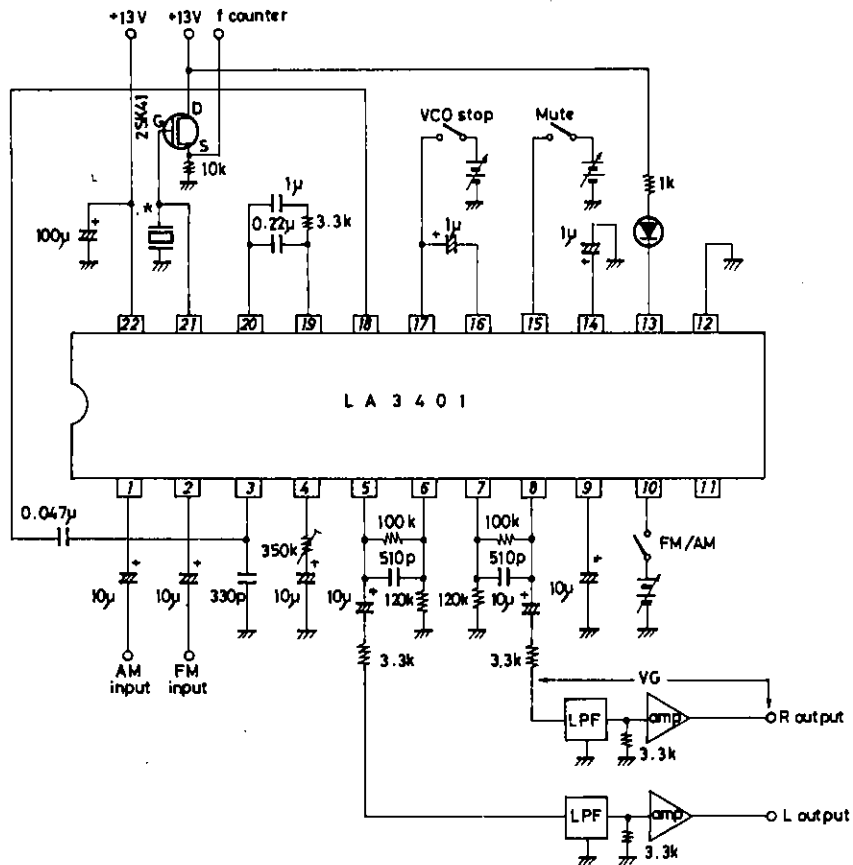 +13V +13V f counter
2SK41
G
D
S
10k
VCO stop
Mute
1k
*
100μ
+
1μ
0.22μ
3.3k
+
1μ
1μ
+
22 21 20 19 18 17 16 15 14 13 12
LA3401
1 2 3 4 5 6 7 8 9 10 11
0.047μ
350k
100k
510p
100k
510p
FM/AM
10μ
+
10μ
+
330p
10μ
+
10μ
+
120k
120k
10μ
+
10μ
+
AM input
FM input
3.3k
3.3k
VG
LPF
amp
R output
3.3k
LPF
amp
L output
3.3k